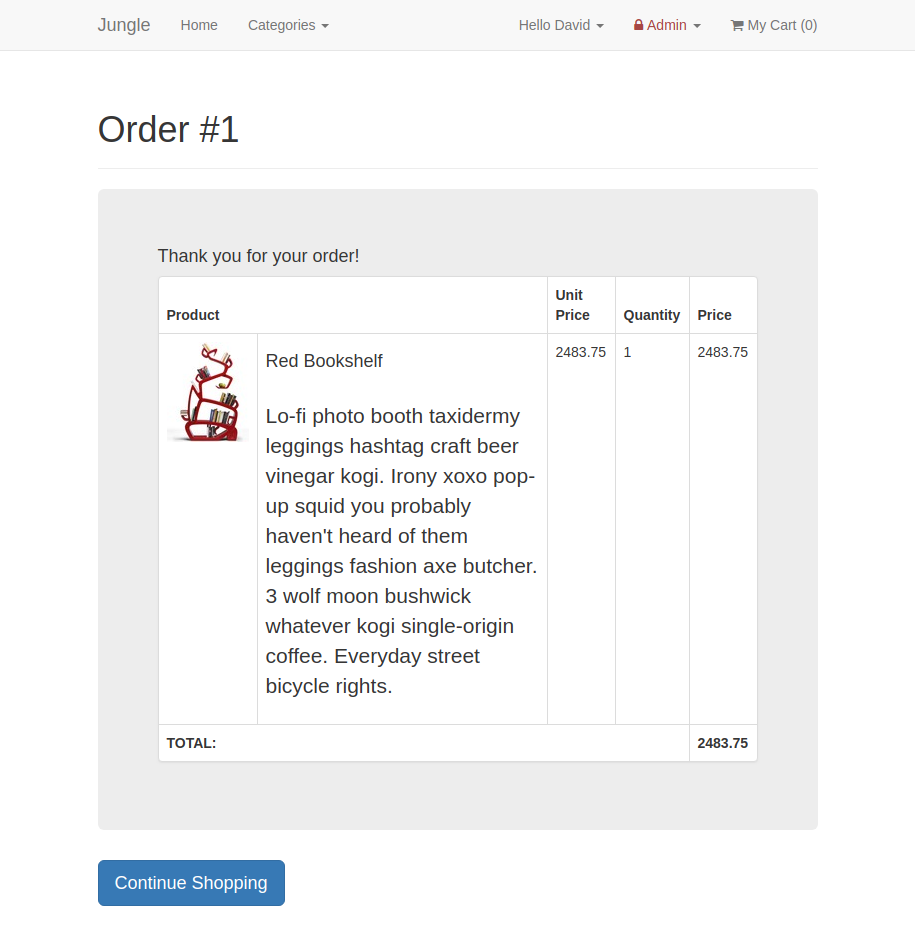 Jungle Home Categories Hello David Admin My Cart (0)
Order #1
Thank you for your order!
Product Unit Price Quantity Price
Red Bookshelf 2483.75 1 2483.75
Lo-fi photo booth taxidermy
leggings hashtag craft beer
vinegar kogi. Irony xoxo pop-
up squid you probably
haven't heard of them
leggings fashion axe butcher.
3 wolf moon bushwick
whatever kogi single-origin
coffee. Everyday street
bicycle rights.
TOTAL: 2483.75
Continue Shopping